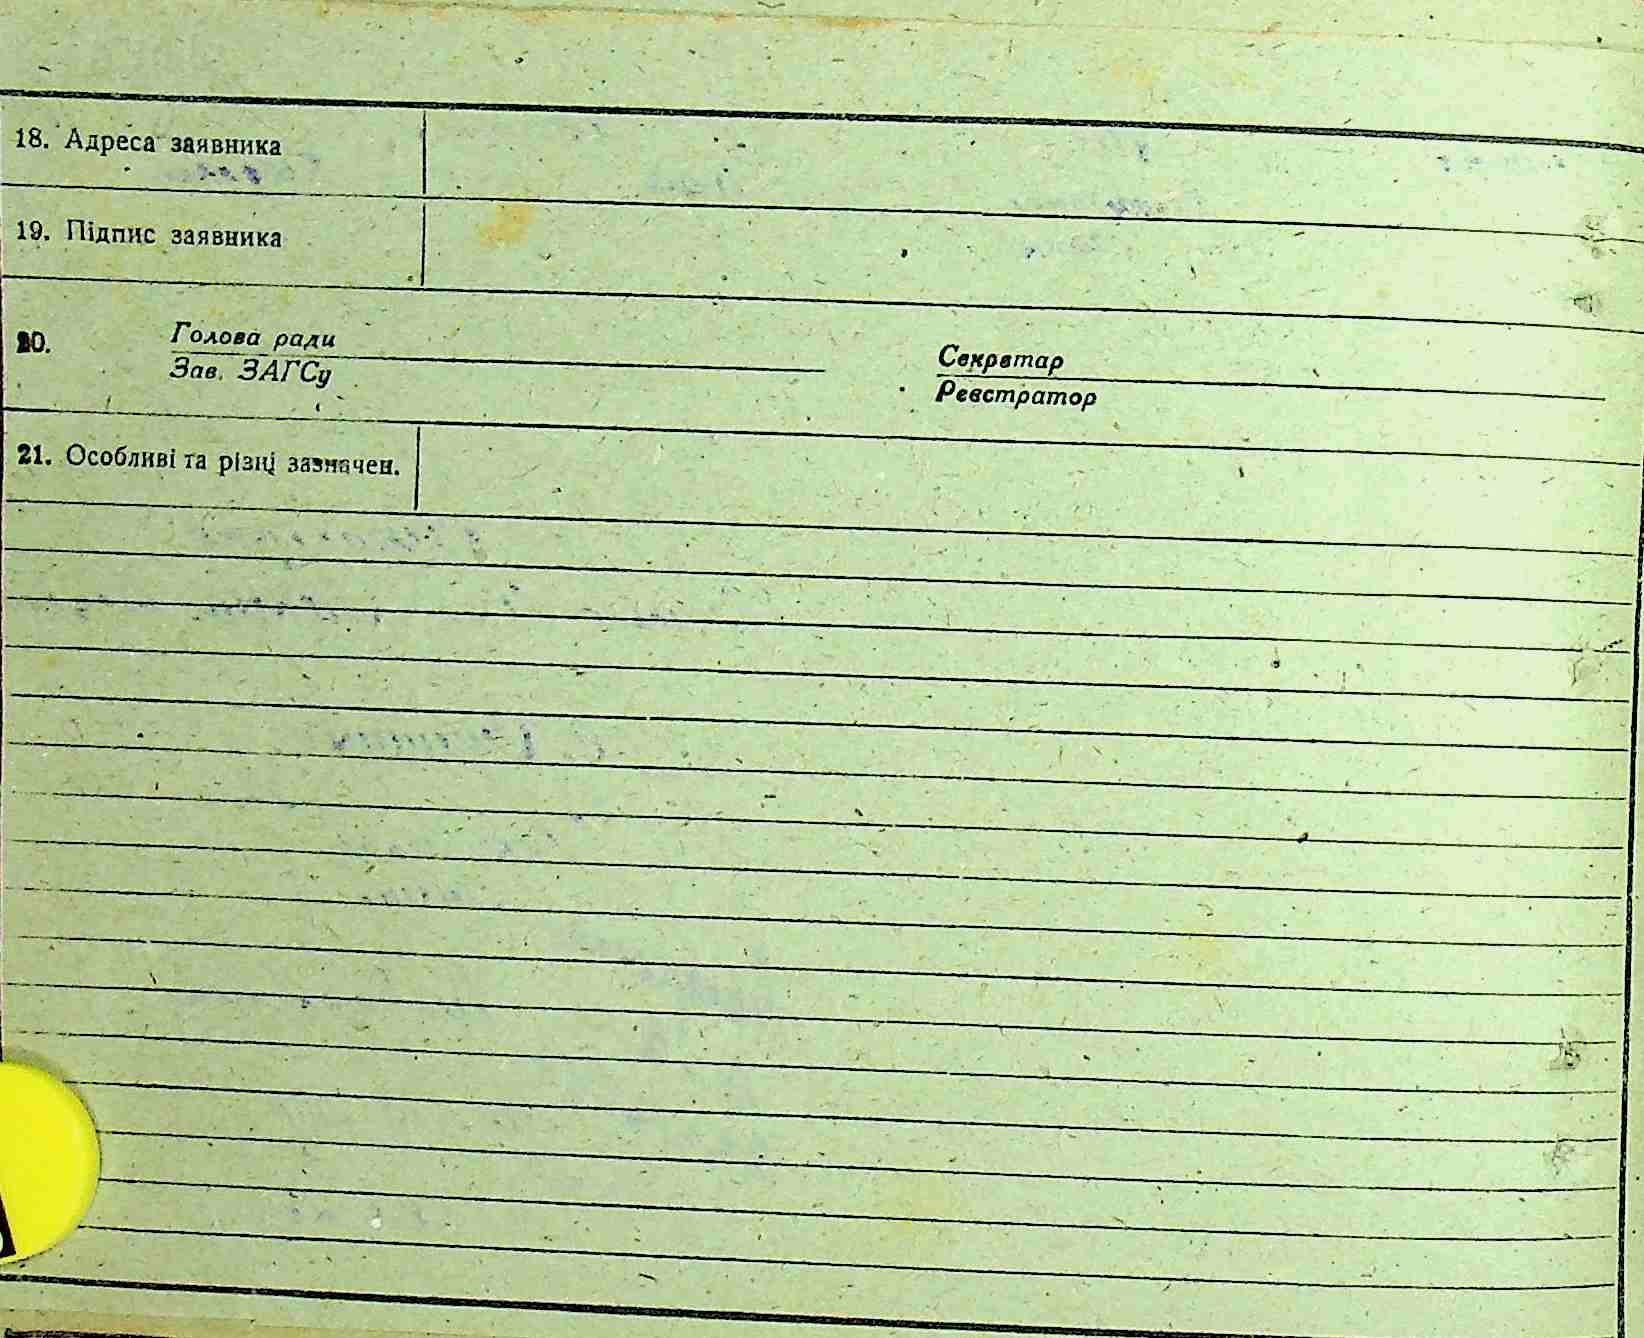 18. Адреса заявника
19. Підпис заявника
20. Голова ради
Зав. ЗАГСу
Секретар
Реєстратор
21. Особливі та різні зазначен.